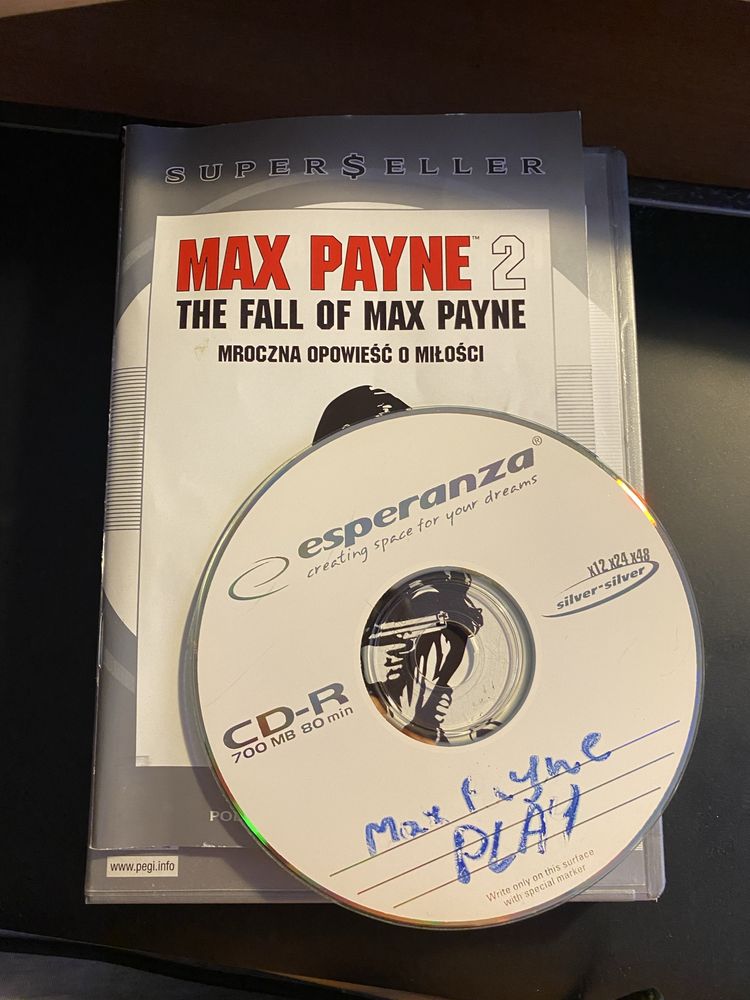 SUPER$ELLER
MAX PAYNE™ 2
THE FALL OF MAX PAYNE
MROCZNA OPOWIEŚĆ O MIŁOŚCI
esperanza®
creating space for your dreams
x12 x24 x48
silver-silver
CD-R
700 MB 80 min
Max Payne
PLAY
Write only on this surface
with special marker
www.pegi.info